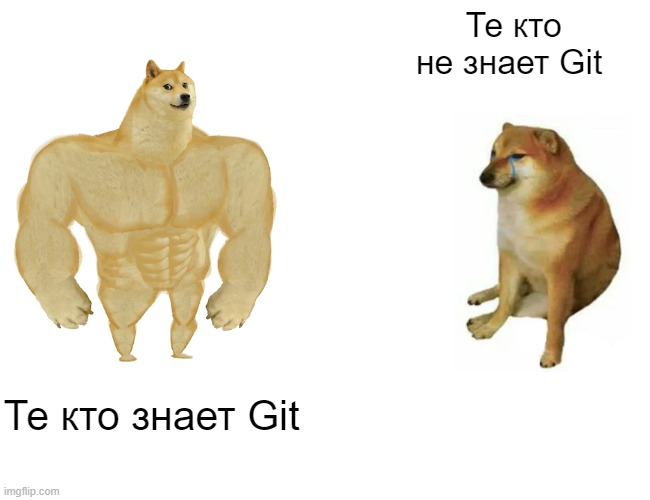 Те кто
не знает Git
Те кто знает Git
imgflip.com